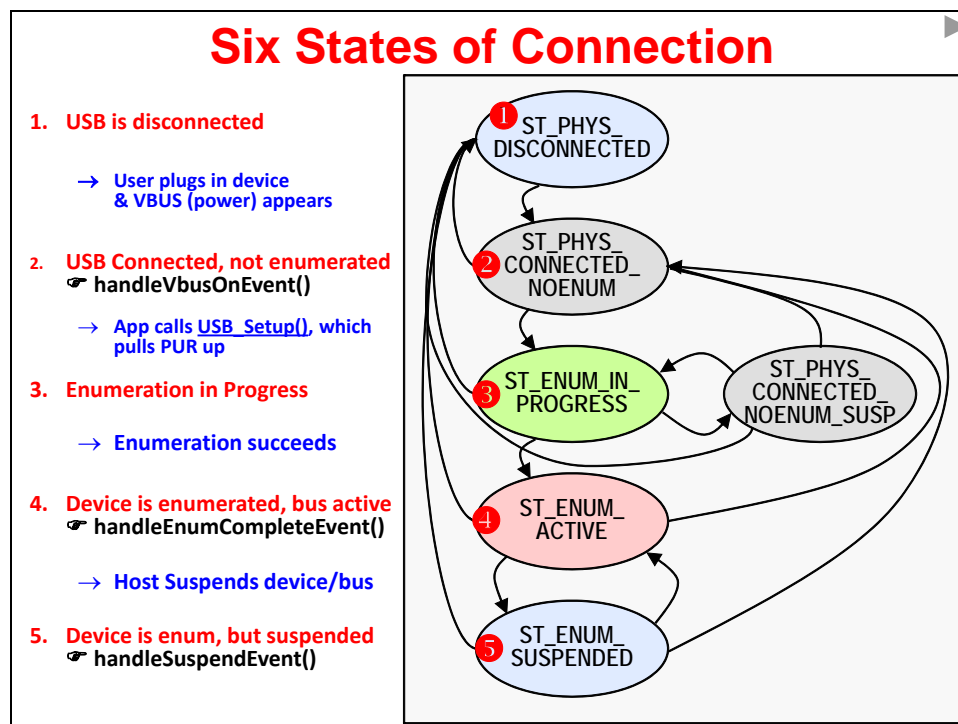 Six States of Connection
1. USB is disconnected
→ User plugs in device
& VBUS (power) appears
2. USB Connected, not enumerated
☞ handleVbusOnEvent()
→ App calls USB_Setup(), which
pulls PUR up
3. Enumeration in Progress
→ Enumeration succeeds
4. Device is enumerated, bus active
☞ handleEnumCompleteEvent()
→ Host Suspends device/bus
5. Device is enum, but suspended
☞ handleSuspendEvent()
1
ST_PHYS_
DISCONNECTED
2
ST_PHYS_
CONNECTED_
NOENUM
3
ST_ENUM_IN_
PROGRESS
ST_PHYS_
CONNECTED_
NOENUM_SUSP
4
ST_ENUM_
ACTIVE
5
ST_ENUM_
SUSPENDED